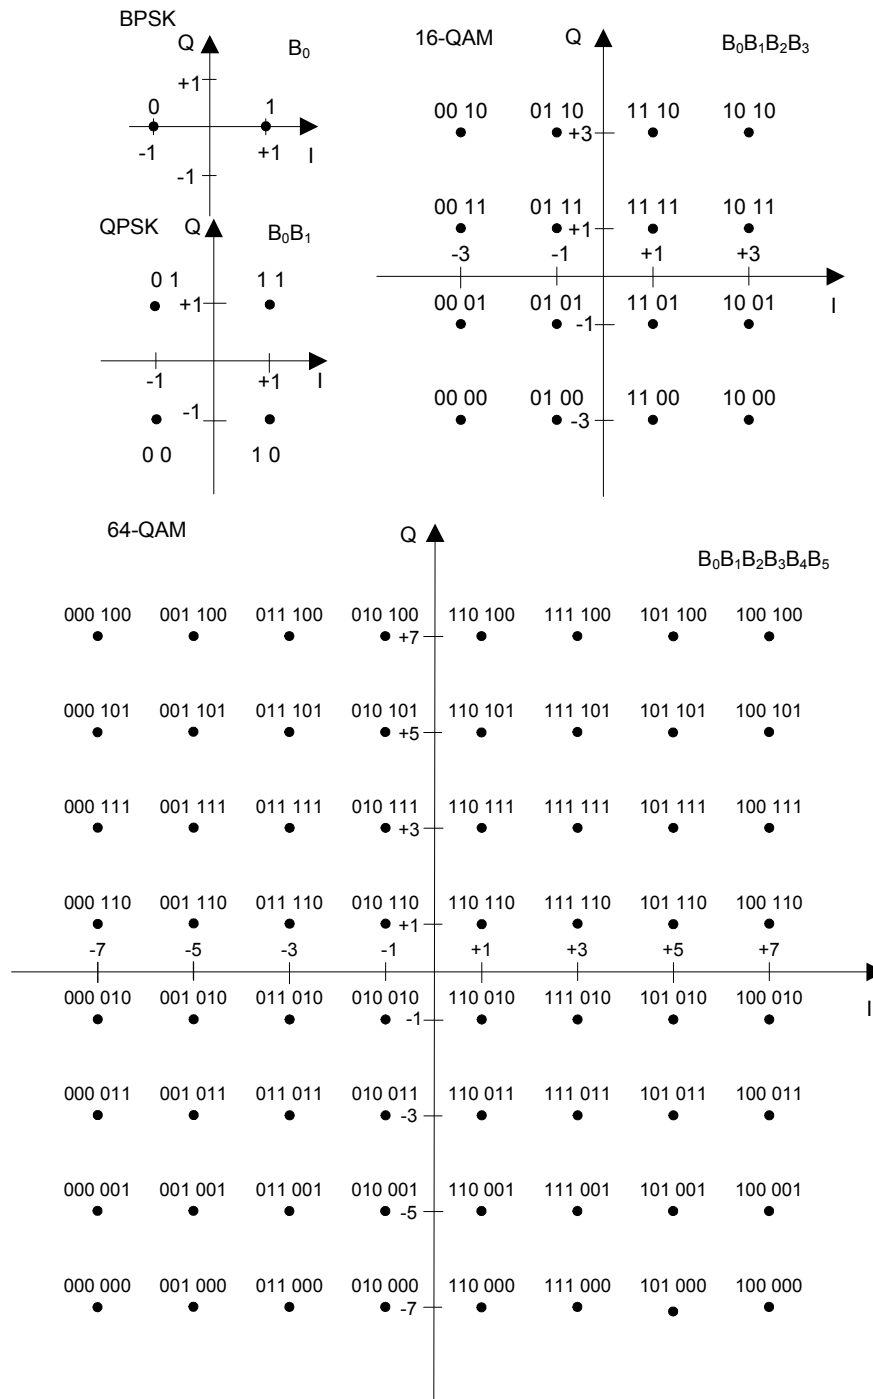 BPSK
Q
B0
+1
0 1
-1 +1 I
-1
QPSK Q B0B1
0 1 1 1
+1
-1 +1 I
-1
0 0 1 0
16-QAM Q B0B1B2B3
00 10 01 10 11 10 10 10
+3
00 11 01 11 11 11 10 11
+1
-3 -1 +1 +3
I
00 01 01 01 11 01 10 01
-1
00 00 01 00 11 00 10 00
-3
64-QAM Q
B0B1B2B3B4B5
000 100 001 100 011 100 010 100 110 100 111 100 101 100 100 100
+7
000 101 001 101 011 101 010 101 110 101 111 101 101 101 100 101
+5
000 111 001 111 011 111 010 111 110 111 111 111 101 111 100 111
+3
000 110 001 110 011 110 010 110 110 110 111 110 101 110 100 110
+1
-7 -5 -3 -1 +1 +3 +5 +7
000 010 001 010 011 010 010 010 110 010 111 010 101 010 100 010
I
-1
000 011 001 011 011 011 010 011 110 011 111 011 101 011 100 011
-3
000 001 001 001 011 001 010 001 110 001 111 001 101 001 100 001
-5
000 000 001 000 011 000 010 000 110 000 111 000 101 000 100 000
-7